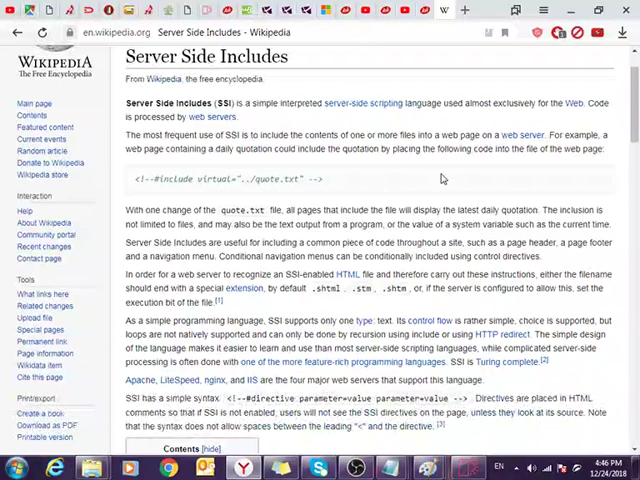 en.wikipedia.org Server Side Includes
WIKIPEDIA
The Free Encyclopedia
Main page
Contents
Featured content
Current events
Random article
Donate to Wikipedia
Wikipedia store
Interaction
Help
About Wikipedia
Community portal
Recent changes
Contact page
Tools
What links here
Related changes
Upload file
Special pages
Permanent link
Page information
Wikidata item
Cite this page
Print/export
Create a book
Download as PDF
Printable version
Server Side Includes
From Wikipedia, the free encyclopedia.
Server Side Includes (SSI) is a simple interpreted server-side scripting language used almost exclusively for the Web. Code
is processed by web servers.
The most frequent use of SSI is to include the contents of one or more files into a web page on a web server. For example, a
web page containing a daily quotation could include the quotation by placing the following code into the file of the web page:
<!--#include virtual="../quote.txt" -->
With one change of the quote.txt file, all pages that include the file will display the latest daily quotation. The inclusion is
not limited to files, and may also be the text output from a program, or the value of a system variable such as the current time.
Server Side Includes are useful for including a common piece of code throughout a site, such as a page header, a page footer
and a navigation menu. Conditional navigation menus can be conditionally included using control directives.
In order for a web server to recognize an SSI-enabled HTML file and therefore carry out these instructions, either the filename
should end with a special extension, by default .shtml, .stm, .shtm, or, if the server is configured to allow this, set the
execution bit of the file.[1]
As a simple programming language, SSI supports only one type: text. Its control flow is rather simple, choice is supported, but
loops are not natively supported and can only be done by recursion using include or using HTTP redirect. The simple design
of the language makes it easier to learn and use than most server-side scripting languages, while complicated server-side
processing is often done with one of the more feature-rich programming languages. SSI is Turing complete.[2]
Apache, LiteSpeed, nginx, and IIS are the four major web servers that support this language.
SSI has a simple syntax: <!--#directive parameter=value parameter=value --> Directives are placed in HTML
comments so that if SSI is not enabled, users will not see the SSI directives on the page, unless they look at its source. Note
that the syntax does not allow spaces between the leading "<" and the directive.[3]
Contents [hide]
EN
4:46 PM
12/24/2018